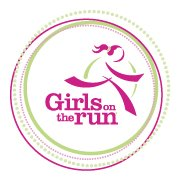 Girls on
the run